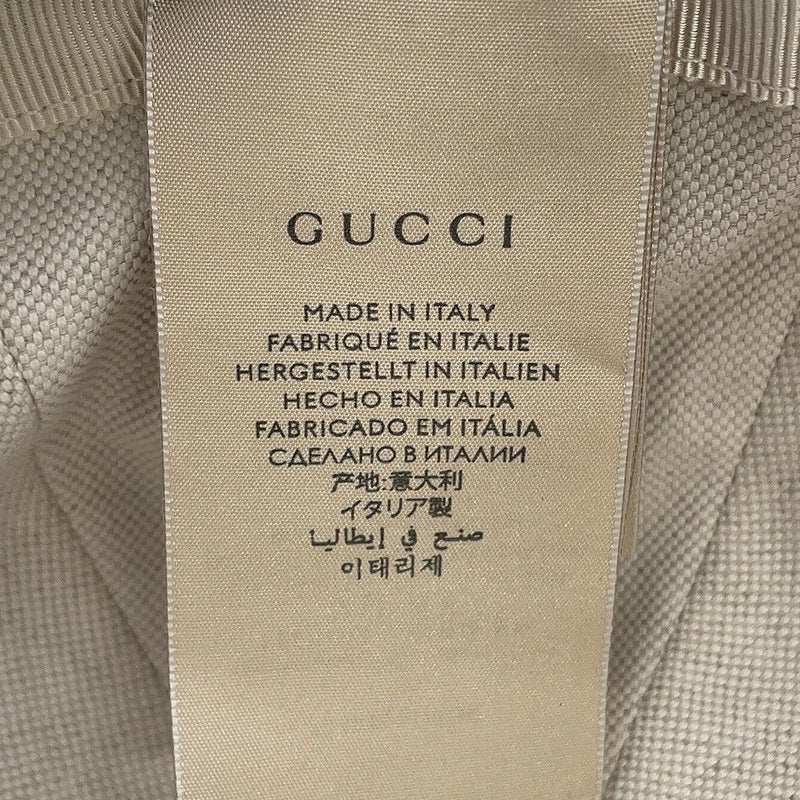 GUCCI
MADE IN ITALY
FABRIQUÉ EN ITALIE
HERGESTELLT IN ITALIEN
HECHO EN ITALIA
FABRICADO EM ITÁLIA
СДЕЛАНО В ИТАЛИИ
产地:意大利
イタリア製
صنع في إيطاليا
이태리제